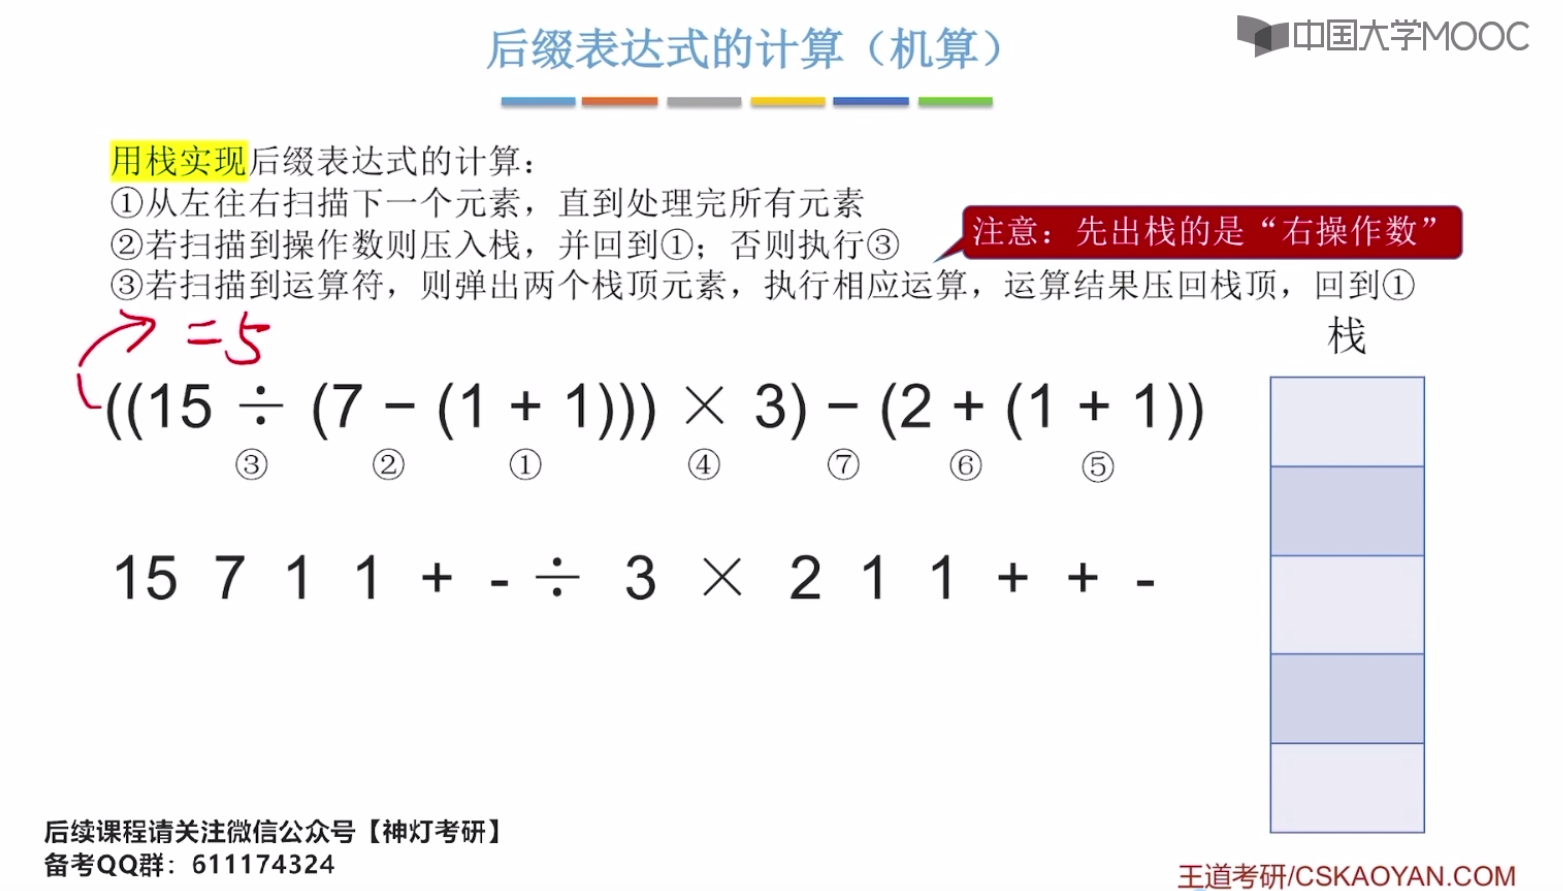 后缀表达式的计算（机算）
中国大学MOOC
用栈实现后缀表达式的计算：
①从左往右扫描下一个元素，直到处理完所有元素
②若扫描到操作数则压入栈，并回到①；否则执行③
注意：先出栈的是“右操作数”
③若扫描到运算符，则弹出两个栈顶元素，执行相应运算，运算结果压回栈顶，回到①
=5
栈
((15 ÷ (7 − (1 + 1))) × 3) − (2 + (1 + 1))
③ ② ① ④ ⑦ ⑥ ⑤
15 7 1 1 + - ÷ 3 × 2 1 1 + + -
后续课程请关注微信公众号【神灯考研】
备考QQ群：611174324
王道考研/CSKAOYAN.COM